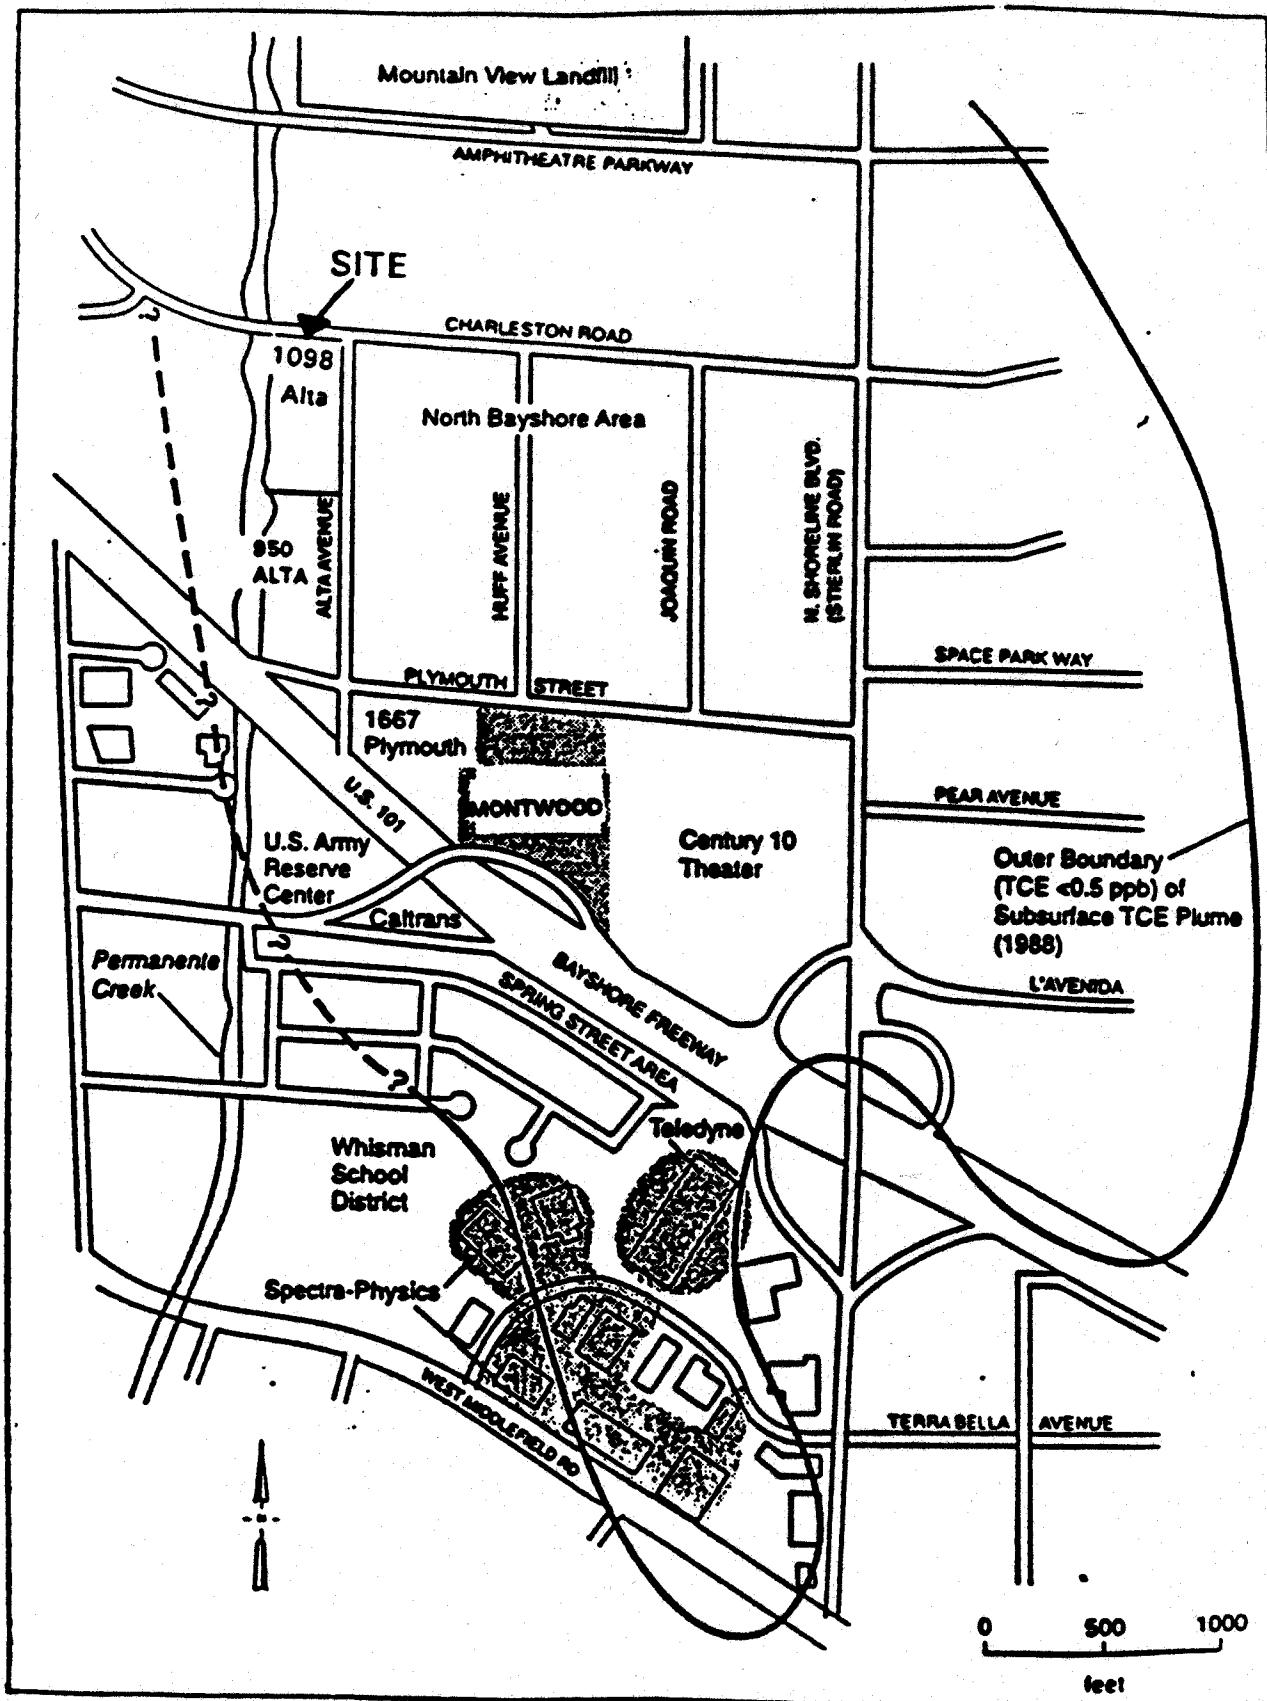 Mountain View Landfill
AMPHITHEATRE PARKWAY
SITE
?
CHARLESTON ROAD
1098
Alta
North Bayshore Area
ALTA AVENUE
HUFF AVENUE
JOAQUIN ROAD
N. SHORELINE BLVD.
(STIERLIN ROAD)
950
ALTA
SPACE PARK WAY
PLYMOUTH STREET
?
1667
Plymouth
U.S. 101
MONTWOOD
PEAR AVENUE
U.S. Army
Reserve
Center
Century 10
Theater
Outer Boundary
(TCE <0.5 ppb) of
Subsurface TCE Plume
(1988)
Caltrans
?
Permanente
Creek
BAYSHORE FREEWAY
SPRING STREET AREA
L'AVENIDA
?
Teledyne
Whisman
School
District
Spectra-Physics
WEST MIDDLEFIELD RD
TERRA BELLA AVENUE
0 500 1000
feet